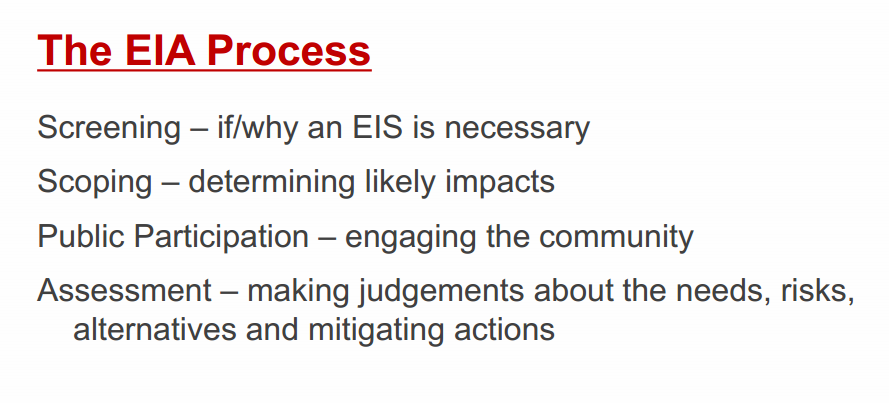 The EIA Process
Screening – if/why an EIS is necessary
Scoping – determining likely impacts
Public Participation – engaging the community
Assessment – making judgements about the needs, risks,
alternatives and mitigating actions